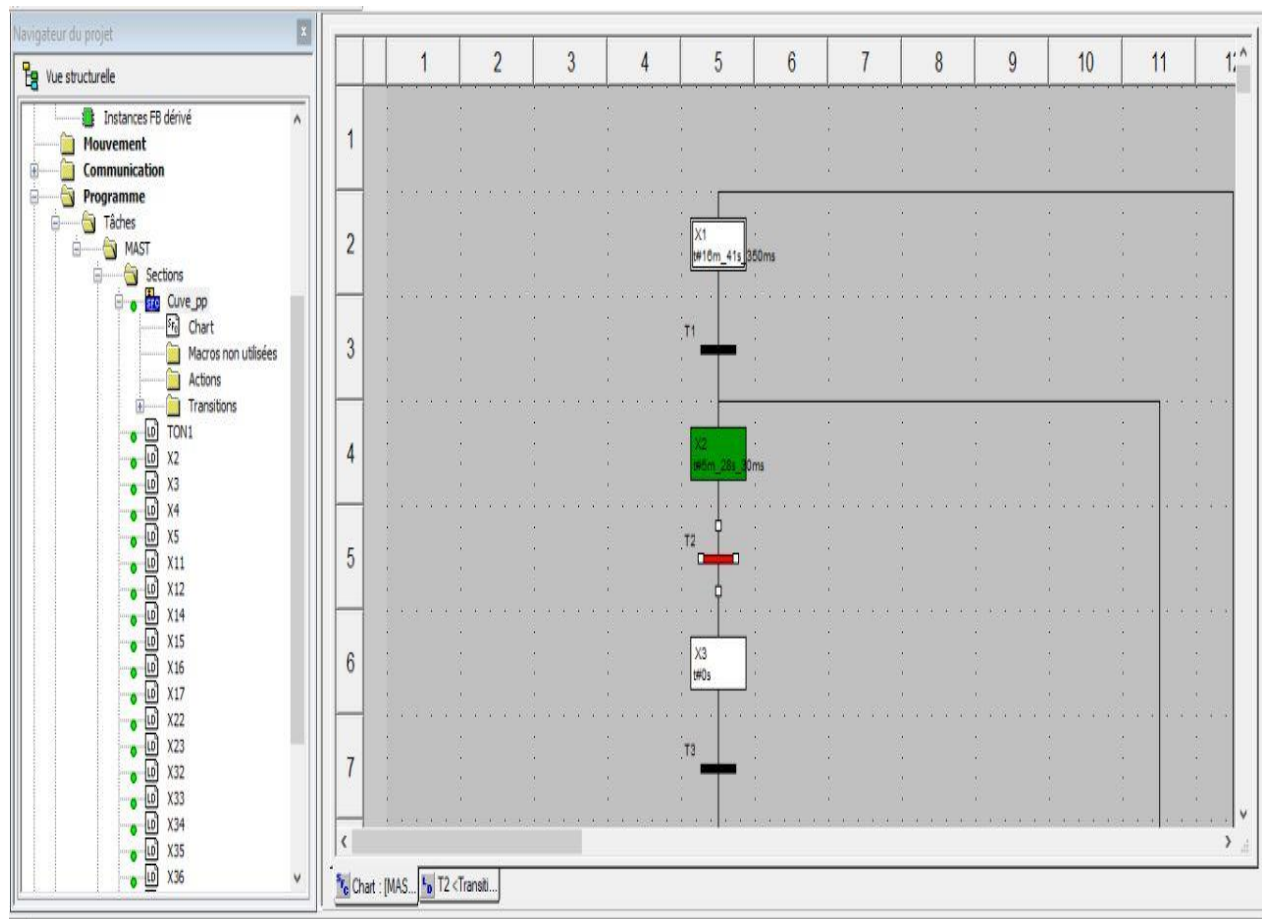 Navigateur du projet
Vue structurelle
Instances FB dérivé
Mouvement
Communication
Programme
Tâches
MAST
Sections
Cuve_pp
Chart
Macros non utilisées
Actions
Transitions
TON1
X2
X3
X4
X5
X11
X12
X14
X15
X16
X17
X22
X23
X32
X33
X34
X35
X36
1 2 3 4 5 6 7 8 9 10 11
1
2
3
4
5
6
7
X1
t#16m_41s_350ms
T1
X2
t#6m_28s_30ms
T2
X3
t#0s
T3
Chart : [MAS... T2 <Transiti...